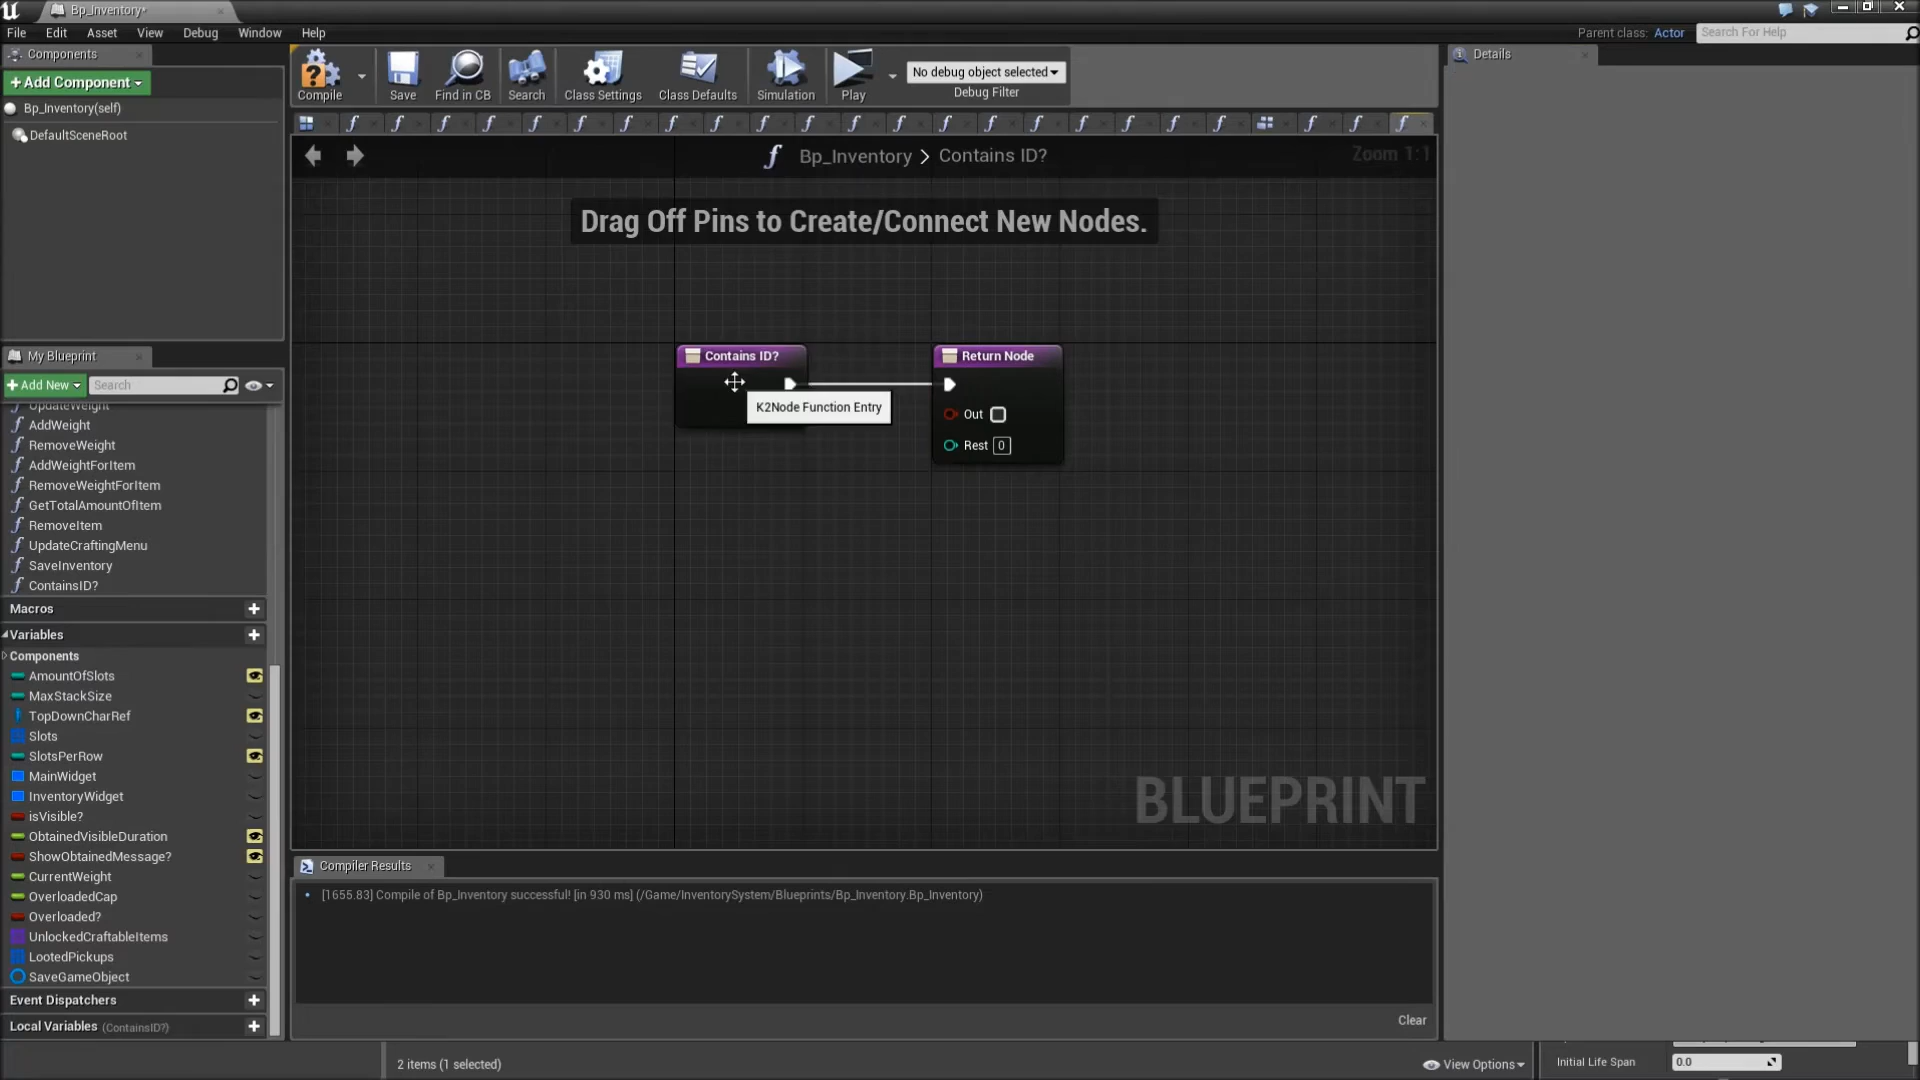 Bp_Inventory*
File Edit Asset View Debug Window Help
Parent class: Actor
Search For Help
Components
+Add Component
Bp_Inventory(self)
DefaultSceneRoot
Compile
Save
Find in CB
Search
Class Settings
Class Defaults
Simulation
Play
No debug object selected
Debug Filter
Details
Bp_Inventory > Contains ID?
Zoom 1:1
Drag Off Pins to Create/Connect New Nodes.
Contains ID?
K2Node Function Entry
Return Node
Out
Rest 0
BLUEPRINT
My Blueprint
+Add New
Search
UpdateWeight
AddWeight
RemoveWeight
AddWeightForItem
RemoveWeightForItem
GetTotalAmountOfItem
RemoveItem
UpdateCraftingMenu
SaveInventory
ContainsID?
Macros
Variables
Components
AmountOfSlots
MaxStackSize
TopDownCharRef
Slots
SlotsPerRow
MainWidget
InventoryWidget
isVisible?
ObtainedVisibleDuration
ShowObtainedMessage?
CurrentWeight
OverloadedCap
Overloaded?
UnlockedCraftableItems
LootedPickups
SaveGameObject
Event Dispatchers
Local Variables (ContainsID?)
Compiler Results
[1655.83] Compile of Bp_Inventory successful! [in 930 ms] (/Game/InventorySystem/Blueprints/Bp_Inventory.Bp_Inventory)
Clear
2 items (1 selected)
View Options
Initial Life Span 0.0